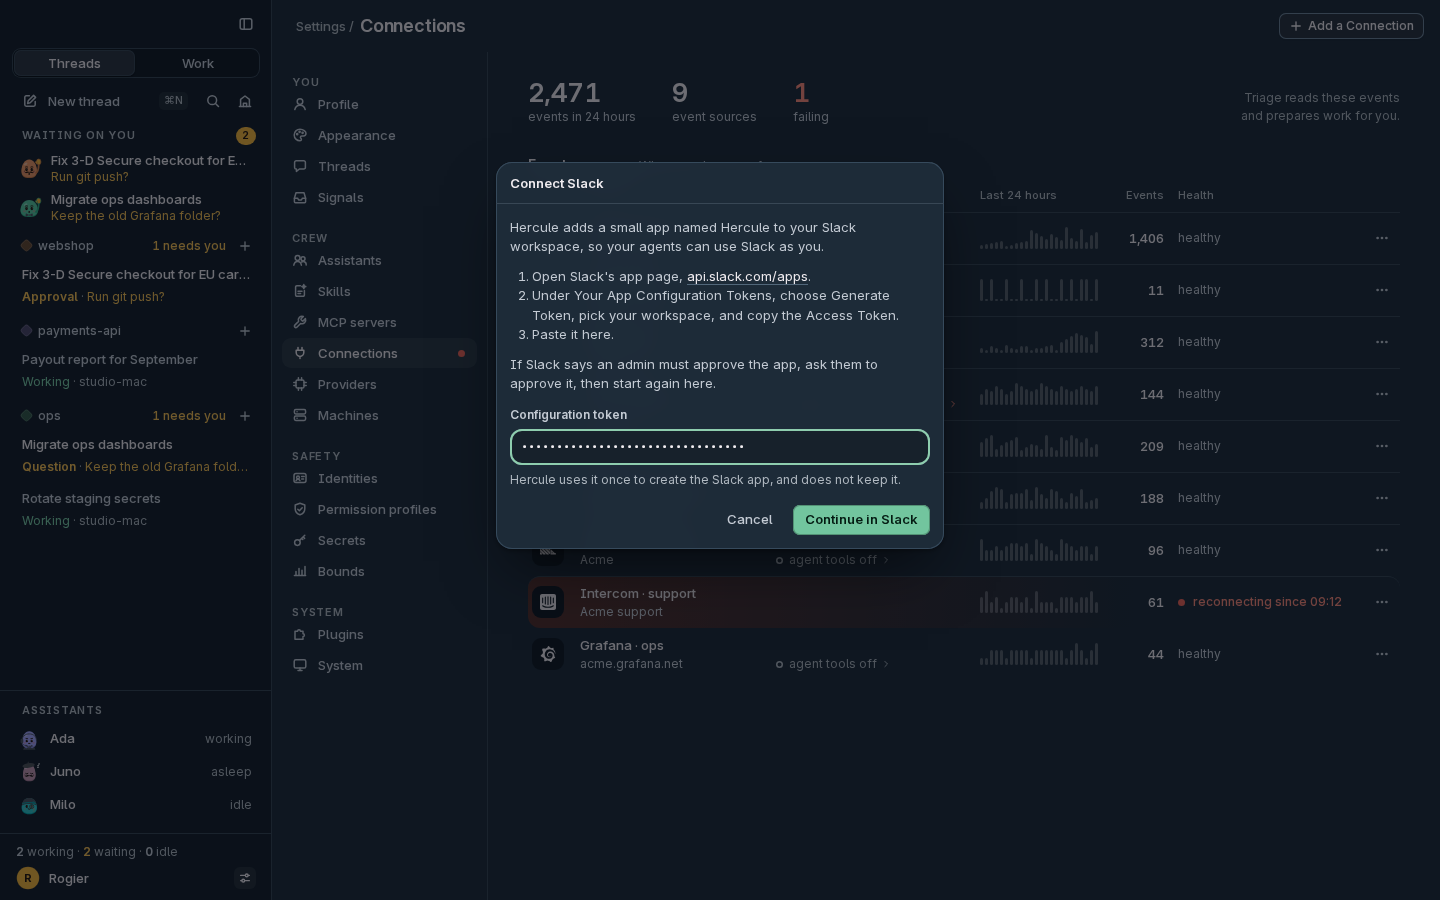 Settings / Connections
Add a Connection
Threads
Work
New thread
⌘N
WAITING ON YOU
2
Fix 3-D Secure checkout for E…
Run git push?
Migrate ops dashboards
Keep the old Grafana folder?
webshop
1 needs you
Fix 3-D Secure checkout for EU car…
Approval · Run git push?
payments-api
Payout report for September
Working · studio-mac
ops
1 needs you
Migrate ops dashboards
Question · Keep the old Grafana fold…
Rotate staging secrets
Working · studio-mac
ASSISTANTS
Ada
working
Juno
asleep
Milo
idle
2 working · 2 waiting · 0 idle
R
Rogier
YOU
Profile
Appearance
Threads
Signals
CREW
Assistants
Skills
MCP servers
Connections
Providers
Machines
SAFETY
Identities
Permission profiles
Secrets
Bounds
SYSTEM
Plugins
System
2,471
events in 24 hours
9
event sources
1
failing
Triage reads these events
and prepares work for you.
Last 24 hours
Events
Health
1,406
healthy
11
healthy
312
healthy
144
healthy
209
healthy
188
healthy
96
healthy
Acme
agent tools off
Intercom · support
Acme support
61
reconnecting since 09:12
Grafana · ops
acme.grafana.net
agent tools off
44
healthy
Connect Slack
Hercule adds a small app named Hercule to your Slack
workspace, so your agents can use Slack as you.
1. Open Slack's app page, api.slack.com/apps.
2. Under Your App Configuration Tokens, choose Generate
Token, pick your workspace, and copy the Access Token.
3. Paste it here.
If Slack says an admin must approve the app, ask them to
approve it, then start again here.
Configuration token
Hercule uses it once to create the Slack app, and does not keep it.
Cancel
Continue in Slack